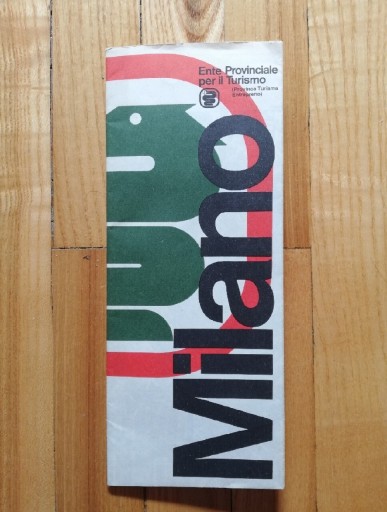 Ente Provinciale
per il Turismo
Milano